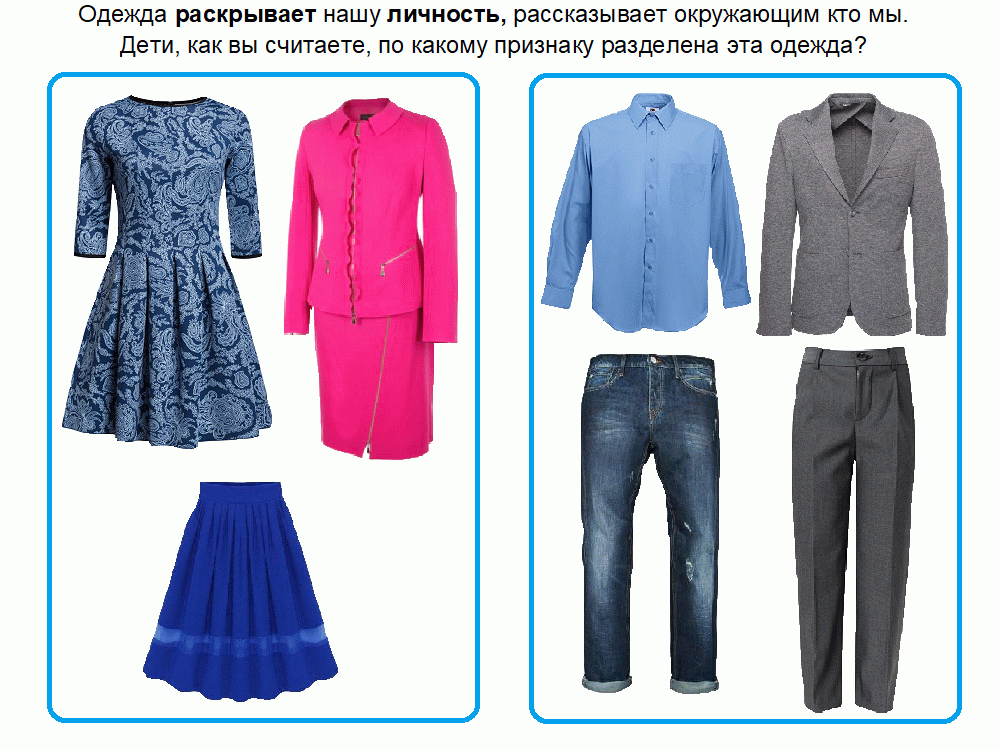 Одежда раскрывает нашу личность, рассказывает окружающим кто мы.
Дети, как вы считаете, по какому признаку разделена эта одежда?